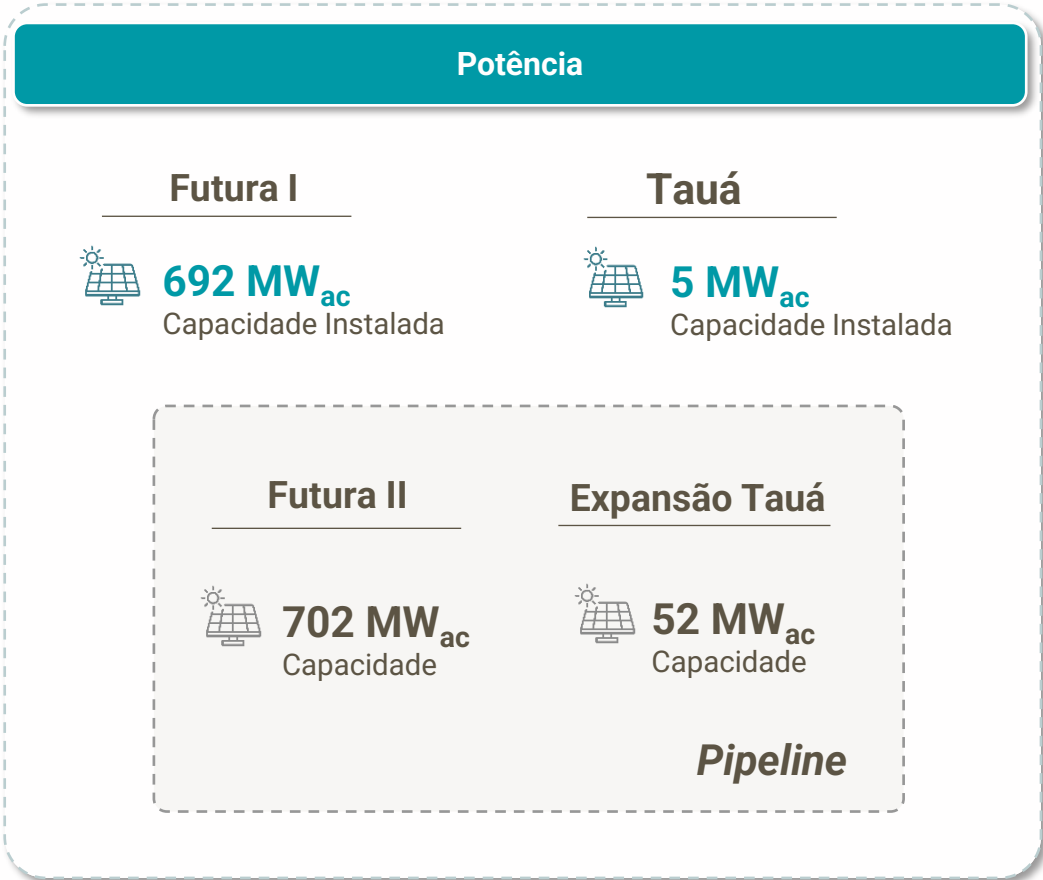 Potência
Futura I
Tauá
692 MWac
Capacidade Instalada
5 MWac
Capacidade Instalada
Futura II
Expansão Tauá
702 MWac
Capacidade
52 MWac
Capacidade
Pipeline